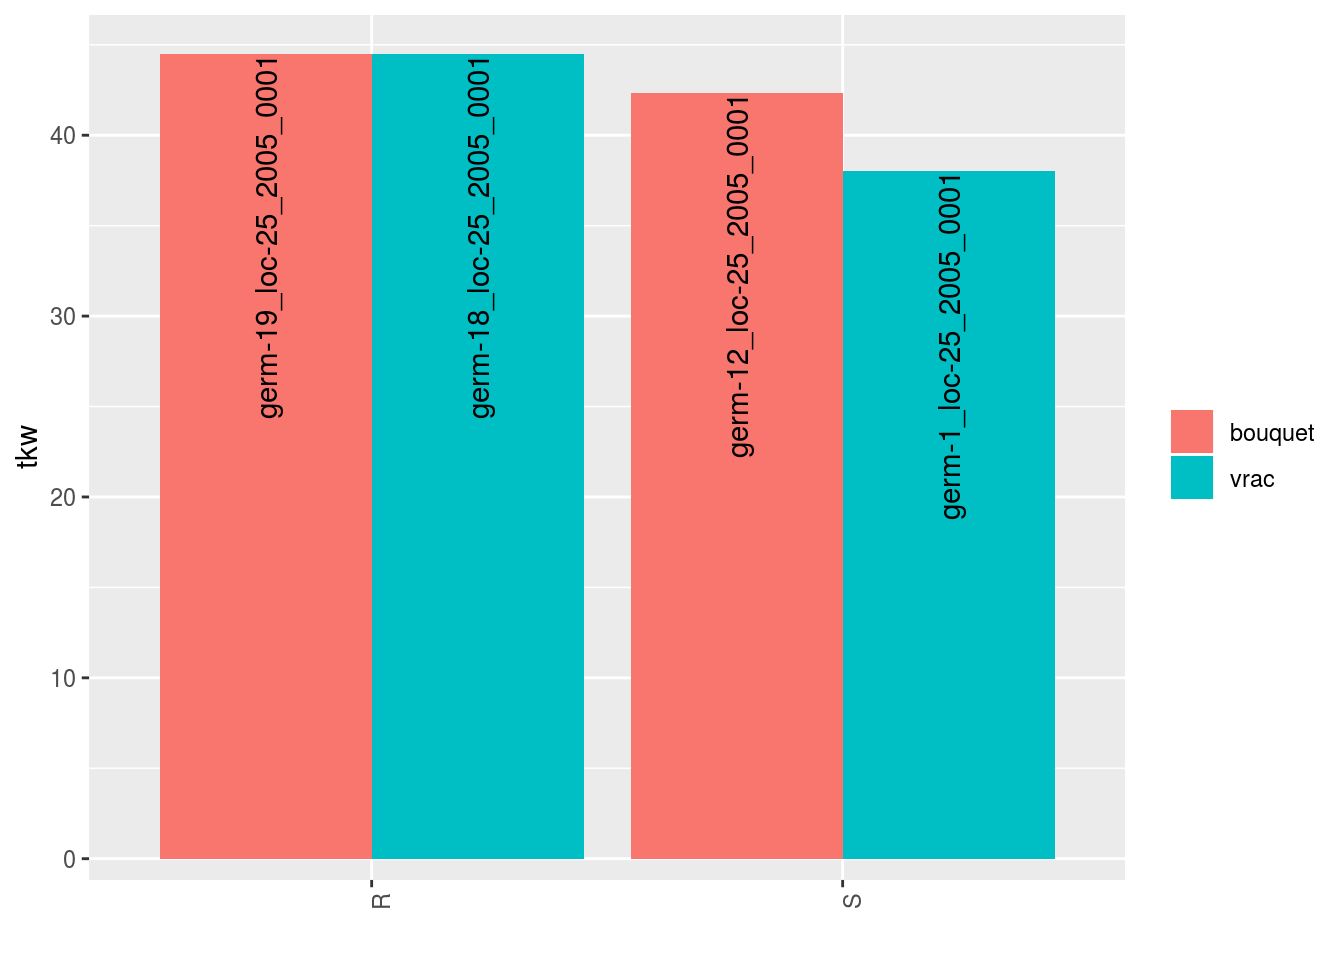 tkw
40
30
20
10
0
germ-19_loc-25_2005_0001
germ-18_loc-25_2005_0001
germ-12_loc-25_2005_0001
germ-1_loc-25_2005_0001
R
S
bouquet
vrac